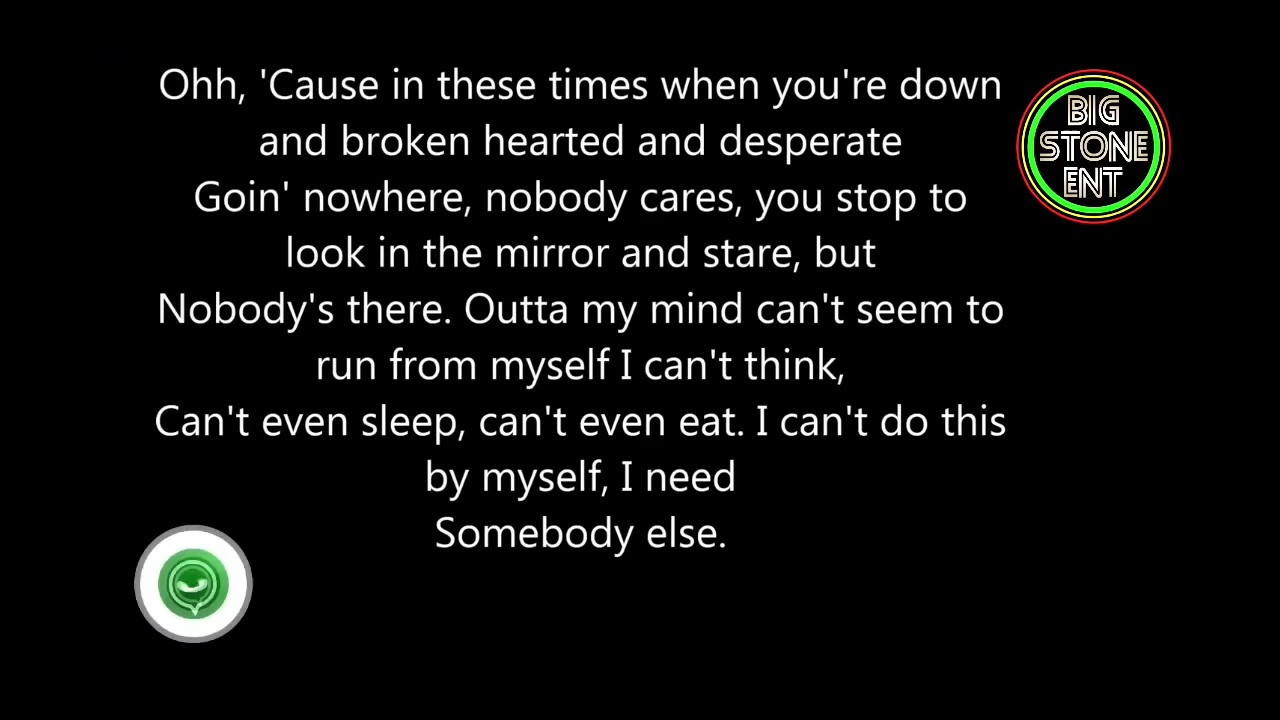 Ohh, 'Cause in these times when you're down
and broken hearted and desperate
Goin' nowhere, nobody cares, you stop to
look in the mirror and stare, but
Nobody's there. Outta my mind can't seem to
run from myself I can't think,
Can't even sleep, can't even eat. I can't do this
by myself, I need
Somebody else.
BIG
STONE
ENT